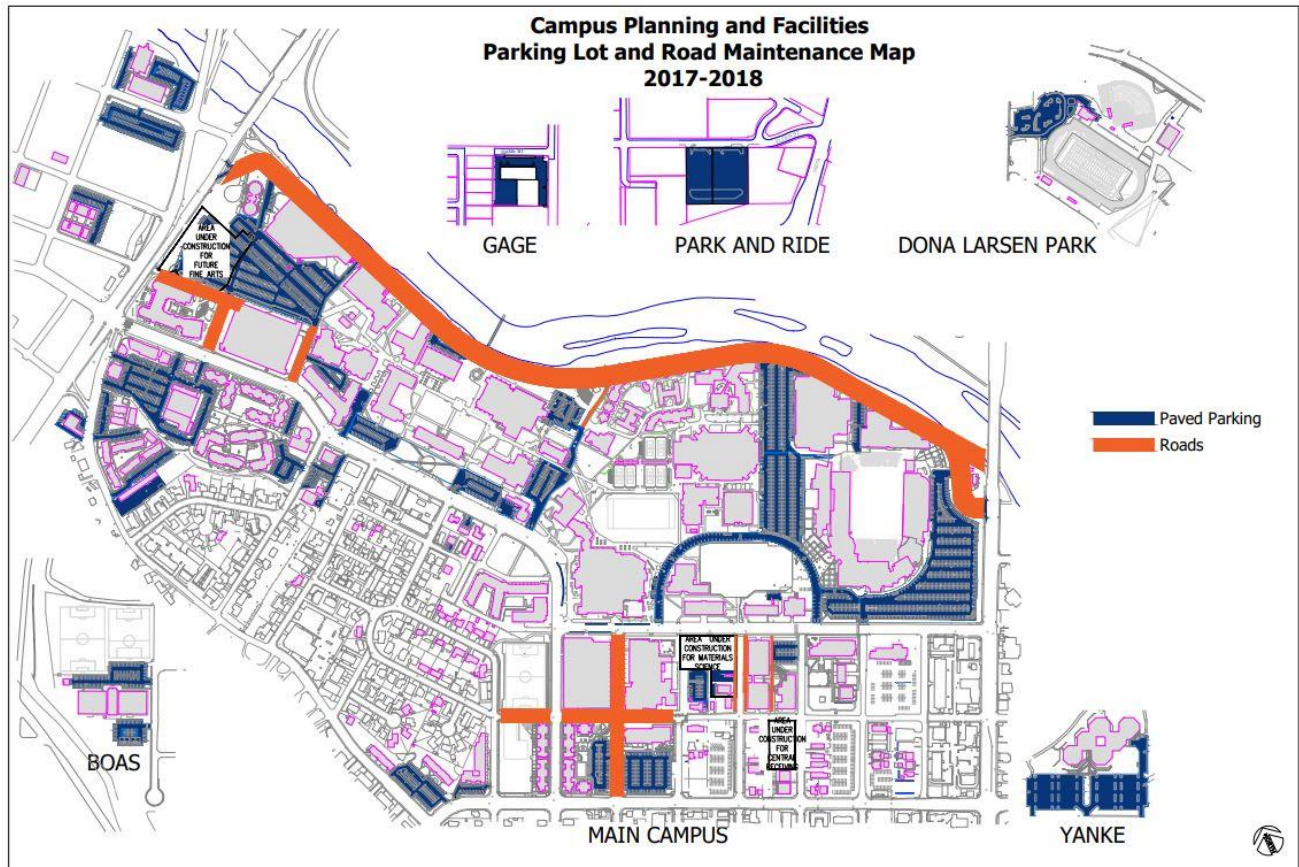 Campus Planning and Facilities
Parking Lot and Road Maintenance Map
2017-2018
GAGE
PARK AND RIDE
DONA LARSEN PARK
AREA
UNDER
CONSTRUCTION
FOR
FUTURE
FINE ARTS
Paved Parking
Roads
AREA UNDER
CONSTRUCTION
FOR MATERIALS
SCIENCE
AREA
UNDER
CONSTRUCTION
FOR
CENTRAL
RECEIVING
BOAS
MAIN CAMPUS
YANKE